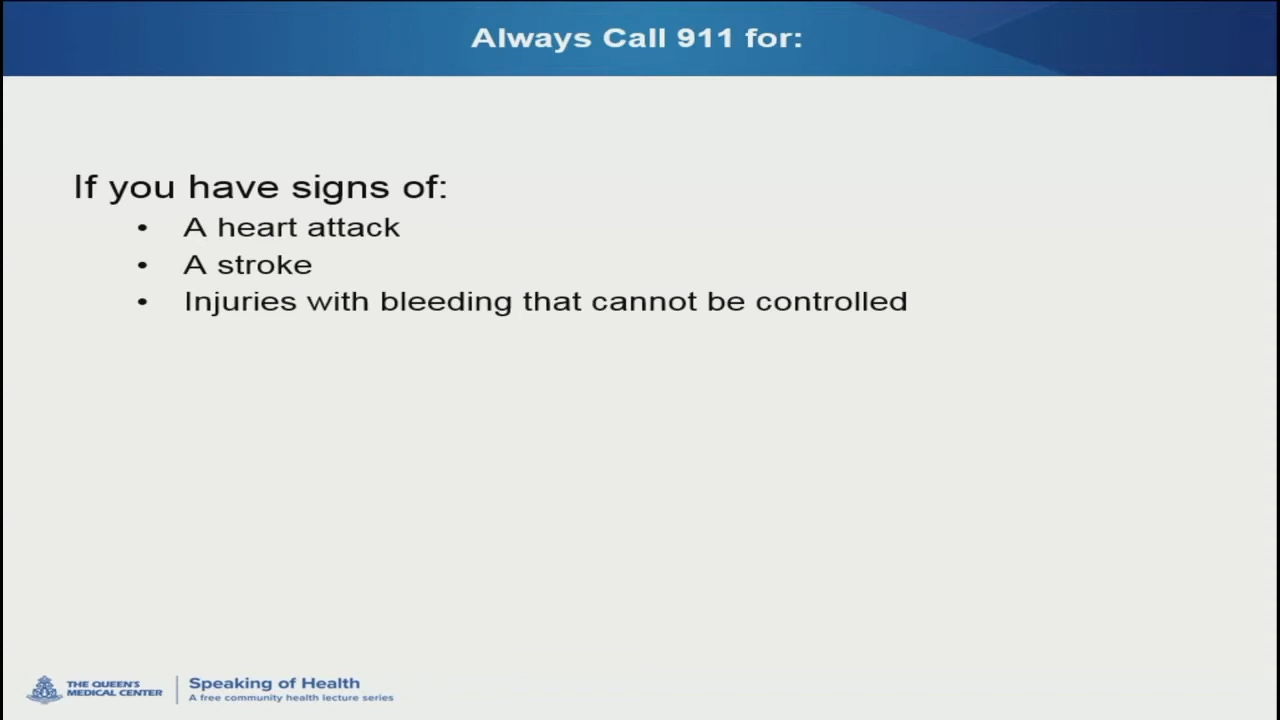 Always Call 911 for:
If you have signs of:
• A heart attack
• A stroke
• Injuries with bleeding that cannot be controlled
THE QUEEN'S
MEDICAL CENTER
Speaking of Health
A free community health lecture series